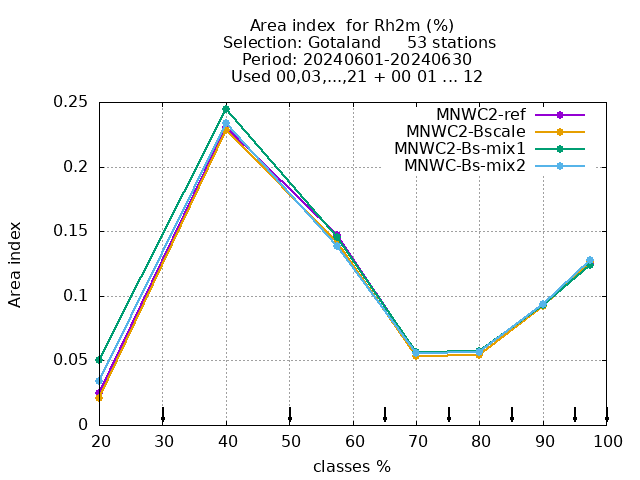 Area index  for Rh2m (%)
Selection: Gotaland     53 stations
Period: 20240601-20240630
Used 00,03,...,21 + 00 01 ... 12
MNWC2-ref
MNWC2-Bscale
MNWC2-Bs-mix1
MNWC-Bs-mix2
Area index
0.25
0.2
0.15
0.1
0.05
0
20 30 40 50 60 70 80 90 100
classes %